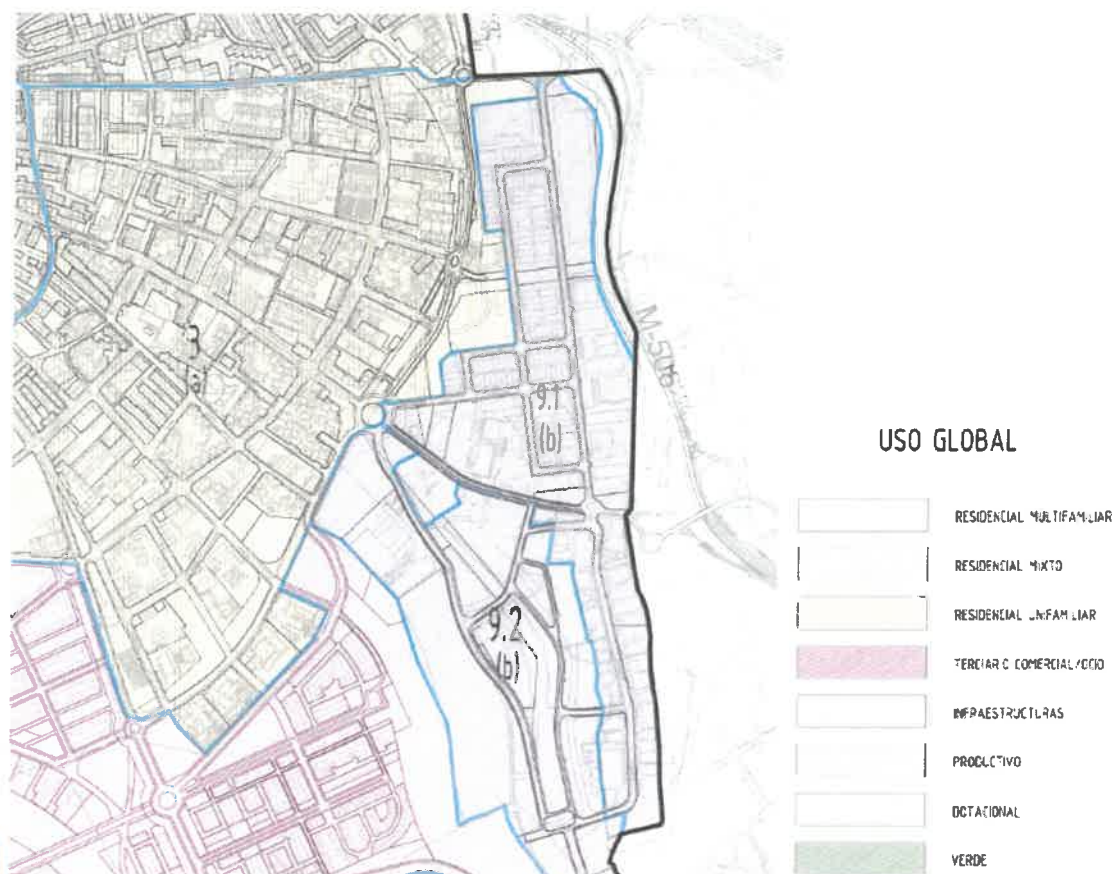 3
M-506
9.1
(b)
9.2
(b)
USO GLOBAL
RESIDENCIAL MULTIFAMILIAR
RESIDENCIAL MIXTO
RESIDENCIAL UNIFAMILIAR
TERCIARIO COMERCIAL/OCIO
INFRAESTRUCTURAS
PRODUCTIVO
DOTACIONAL
VERDE